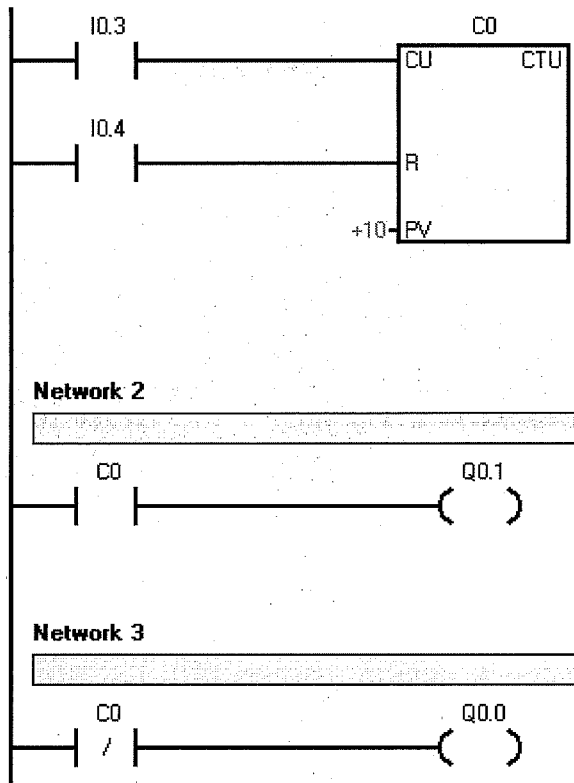 I0.3
C0
CU CTU
I0.4
R
+10 PV
Network 2
C0
Q0.1
Network 3
C0
/
Q0.0